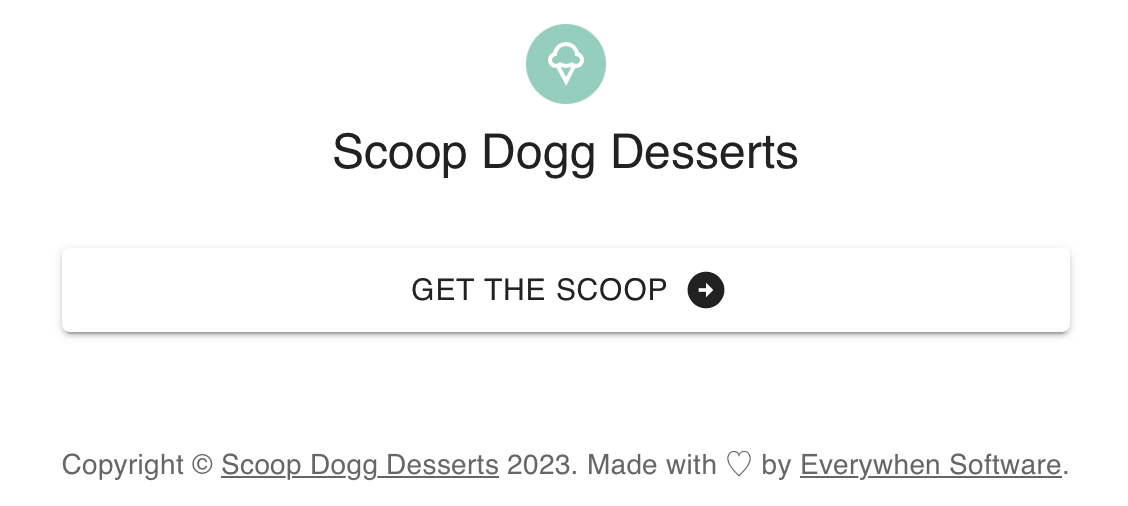 Scoop Dogg Desserts
GET THE SCOOP
Copyright © Scoop Dogg Desserts 2023. Made with ♡ by Everywhen Software.